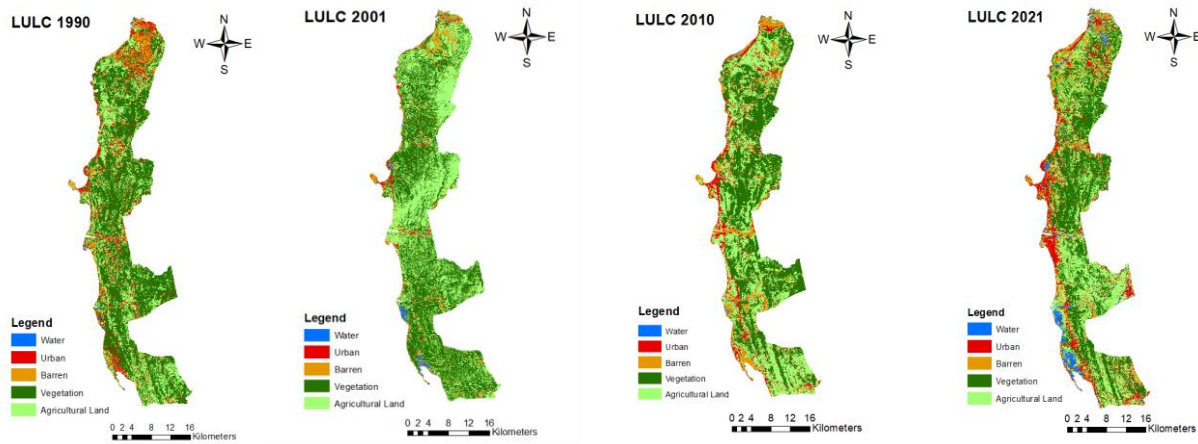 LULC 1990
N
W E
S
Legend
Water
Urban
Barren
Vegetation
Agricultural Land
0 2 4 8 12 16
Kilometers
LULC 2001
N
W E
S
Legend
Water
Urban
Barren
Vegetation
Agricultural Land
0 2 4 8 12 16
Kilometers
LULC 2010
N
W E
S
Legend
Water
Urban
Barren
Vegetation
Agricultural Land
0 2 4 8 12 16
Kilometers
LULC 2021
N
W E
S
Legend
Water
Urban
Barren
Vegetation
Agricultural Land
0 2 4 8 12 16
Kilometers